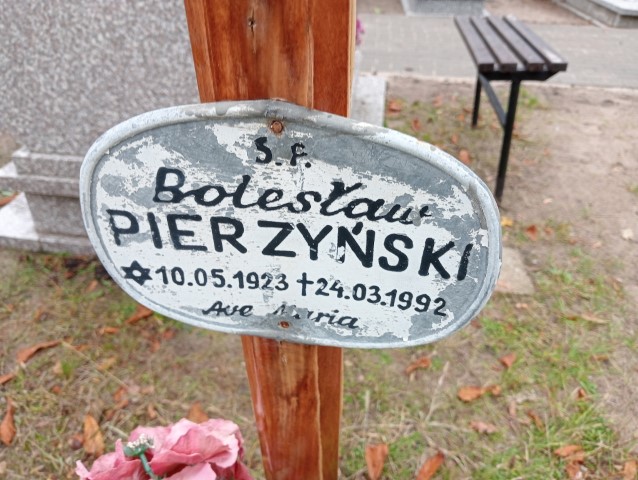 Ś.P.
Bolesław
PIERZYŃSKI
✡10.05.1923 ✝24.03.1992
Ave Maria